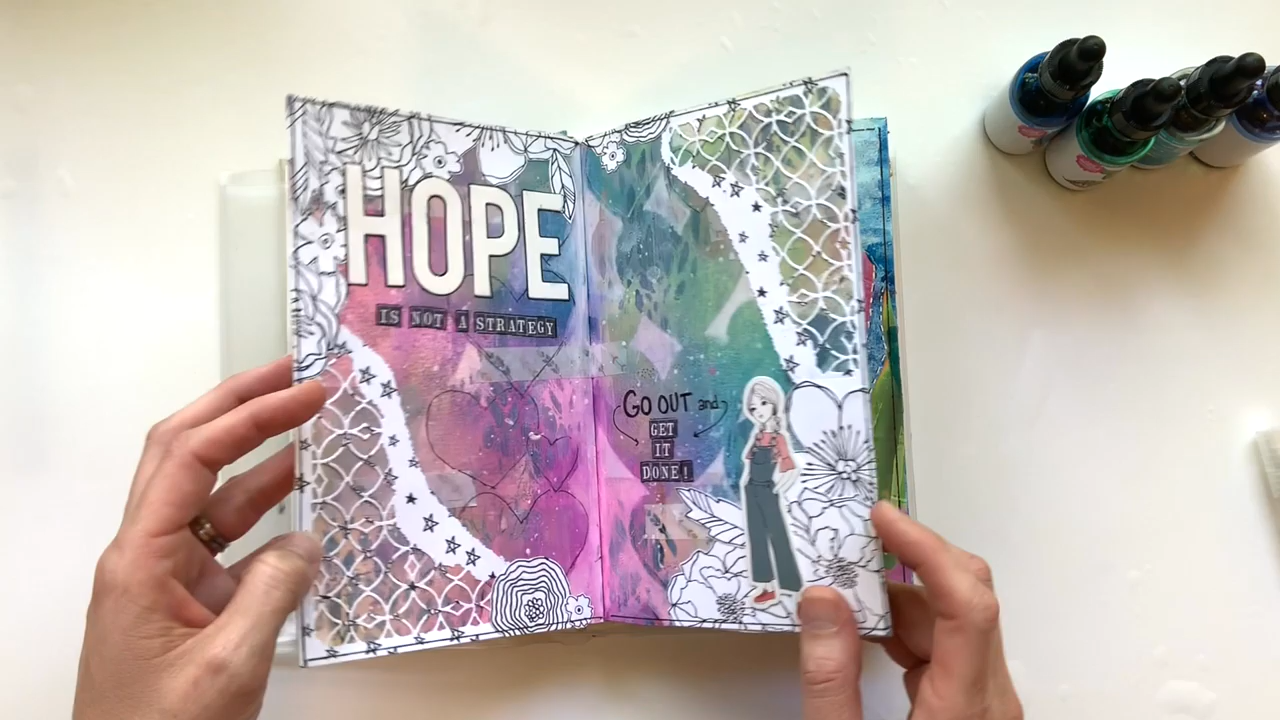 HOPE
IS NOT A STRATEGY
GO OUT and
GET
IT
DONE!